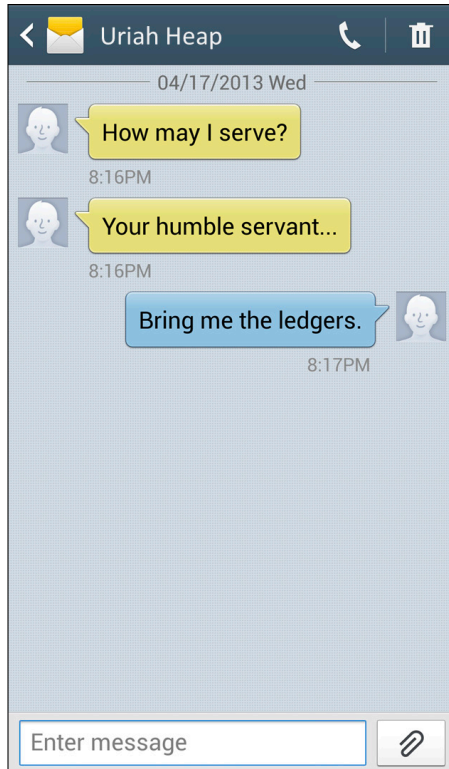 Uriah Heap
04/17/2013 Wed
How may I serve?
8:16PM
Your humble servant...
8:16PM
Bring me the ledgers.
8:17PM
Enter message